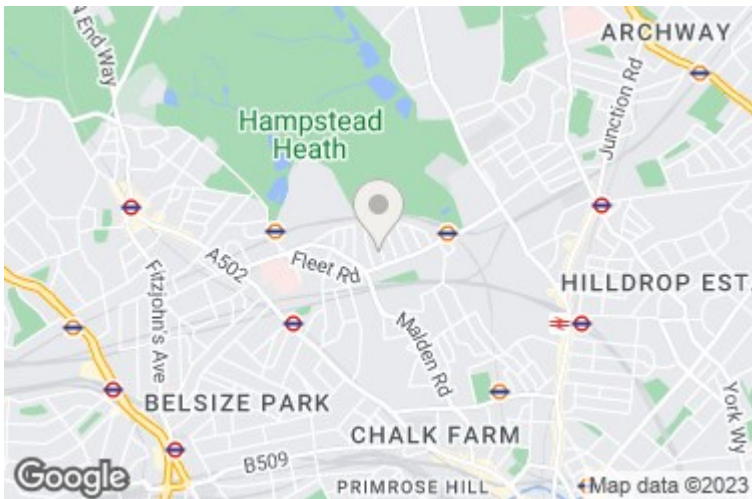 N End Way
ARCHWAY
Junction Rd
Hampstead
Heath
A502
Fleet Rd
Fitzjohn's Ave
HILLDROP EST
Malden Rd
BELSIZE PARK
York Wy
CHALK FARM
B509
PRIMROSE HILL
Google
Map data ©2023